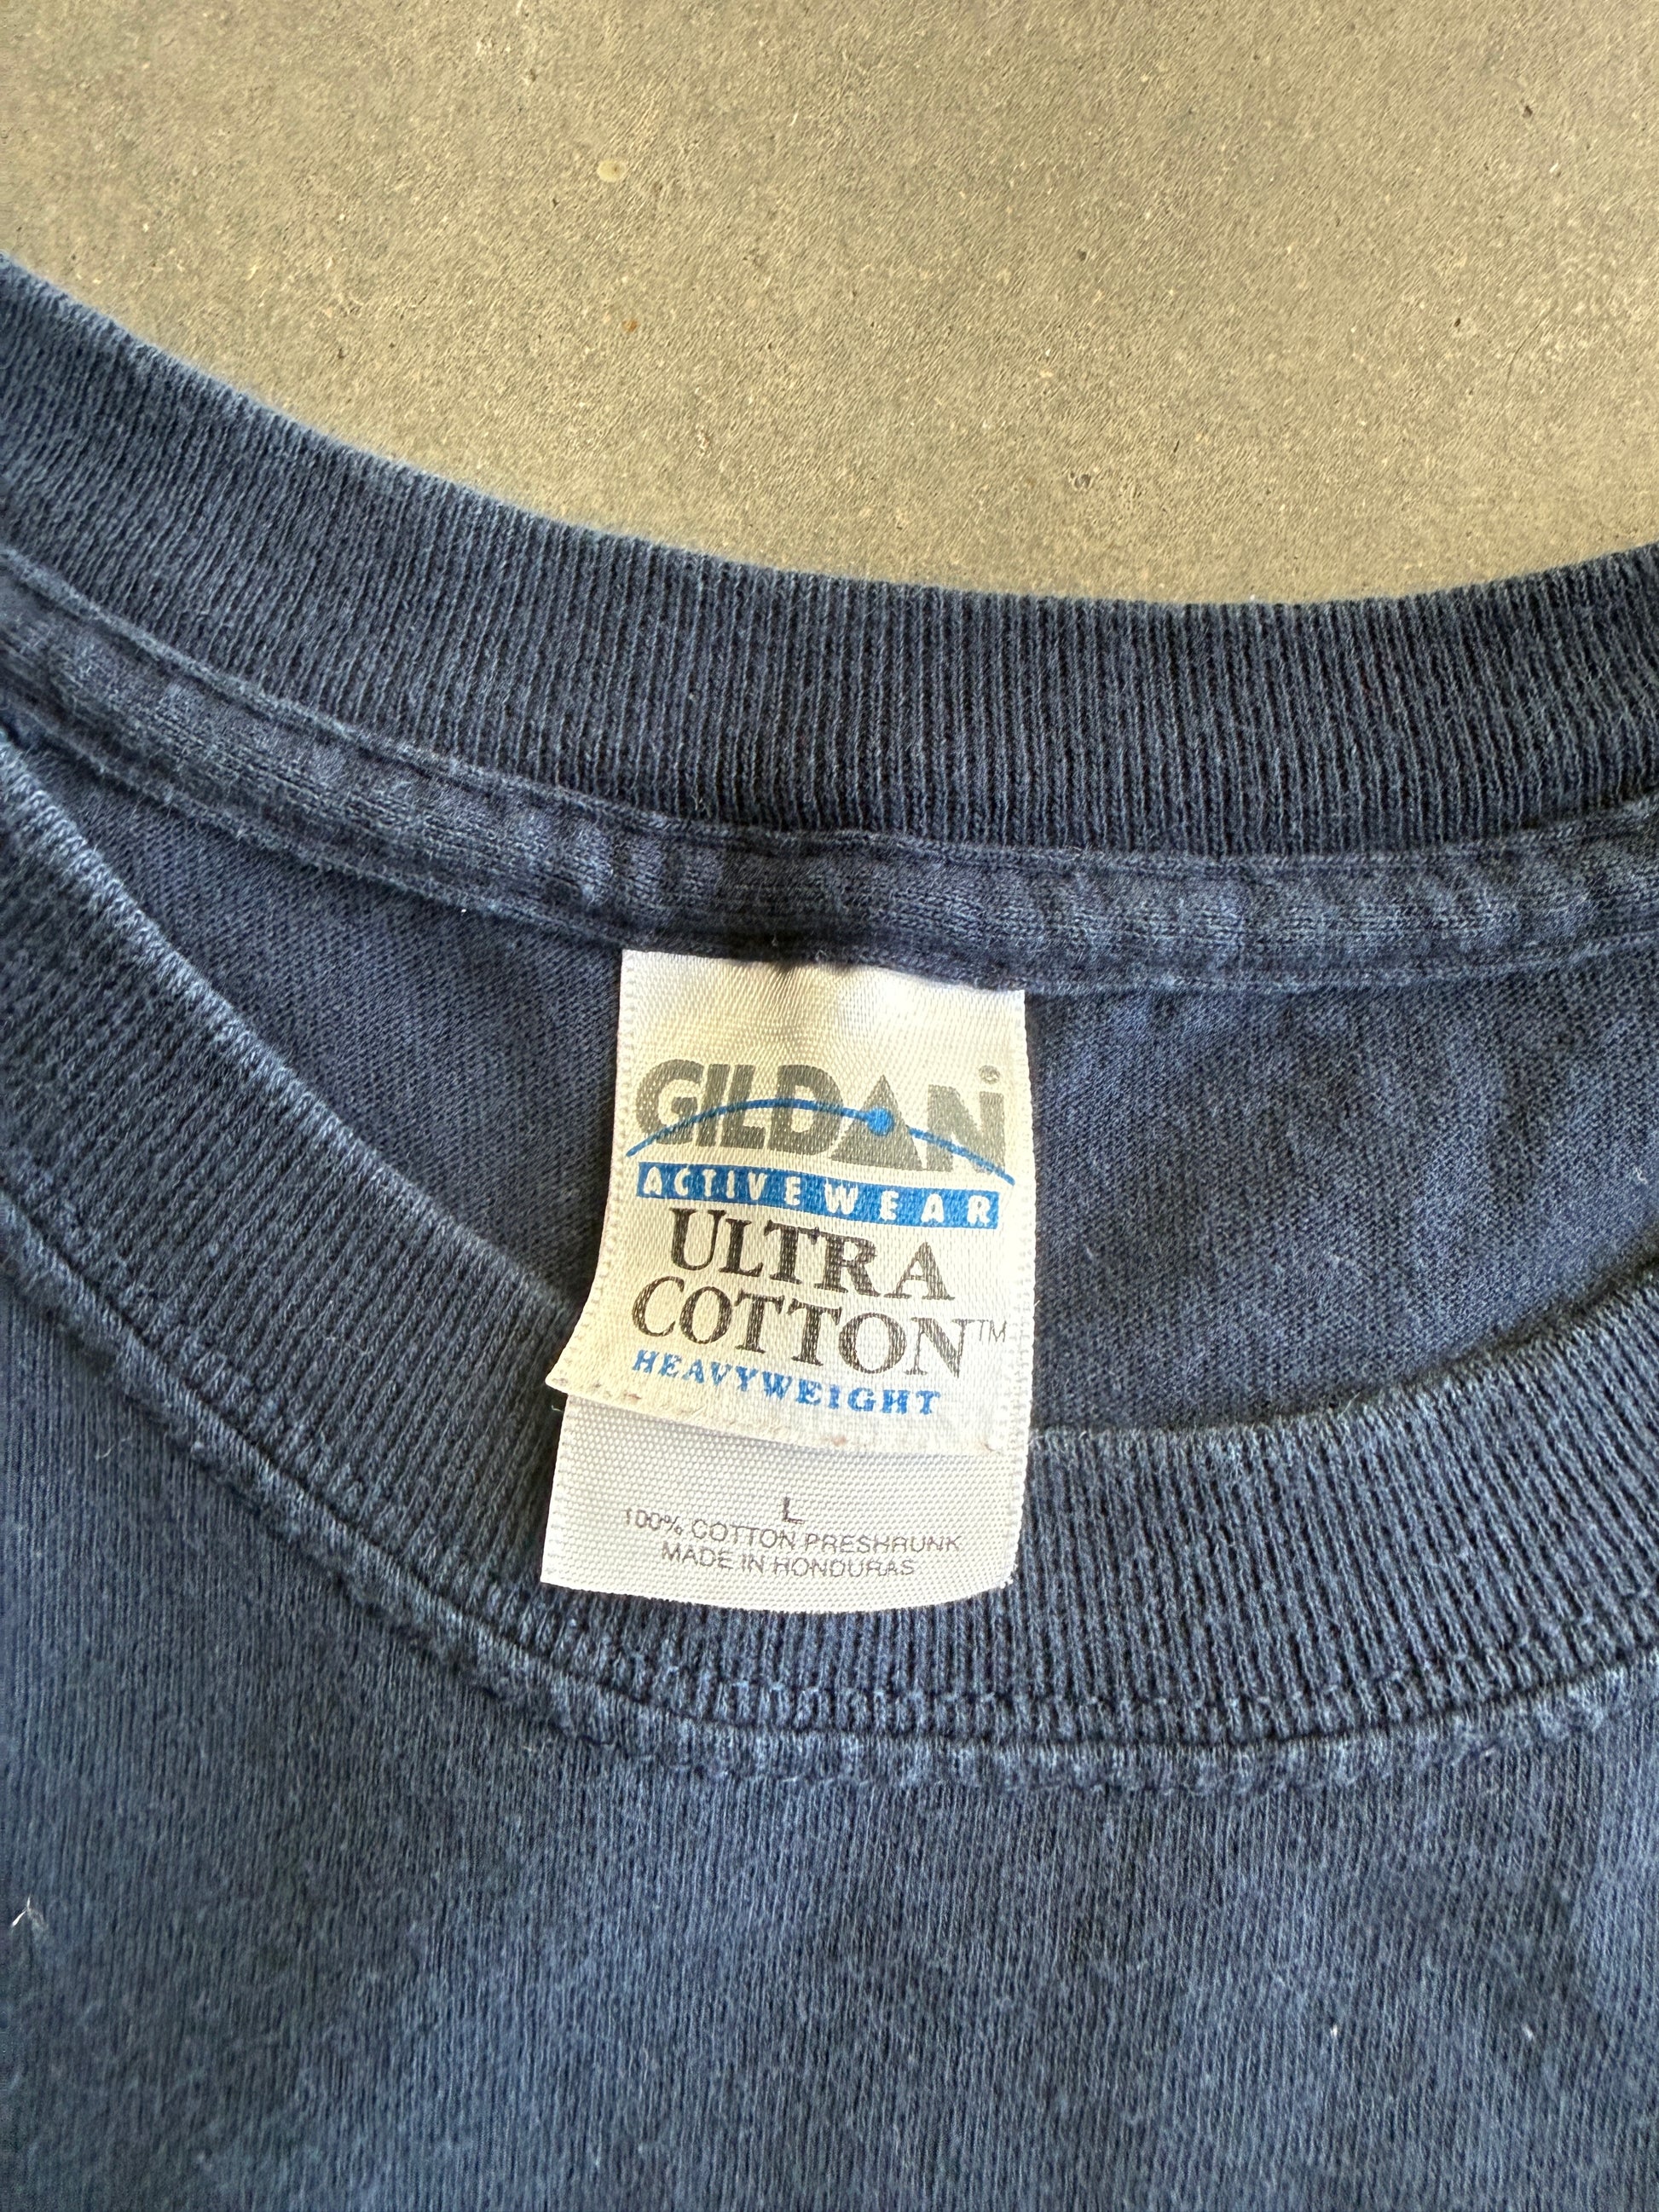 GILDAN®
ACTIVEWEAR
ULTRA
COTTON™
HEAVYWEIGHT
L
100% COTTON PRESHRUNK
MADE IN HONDURAS